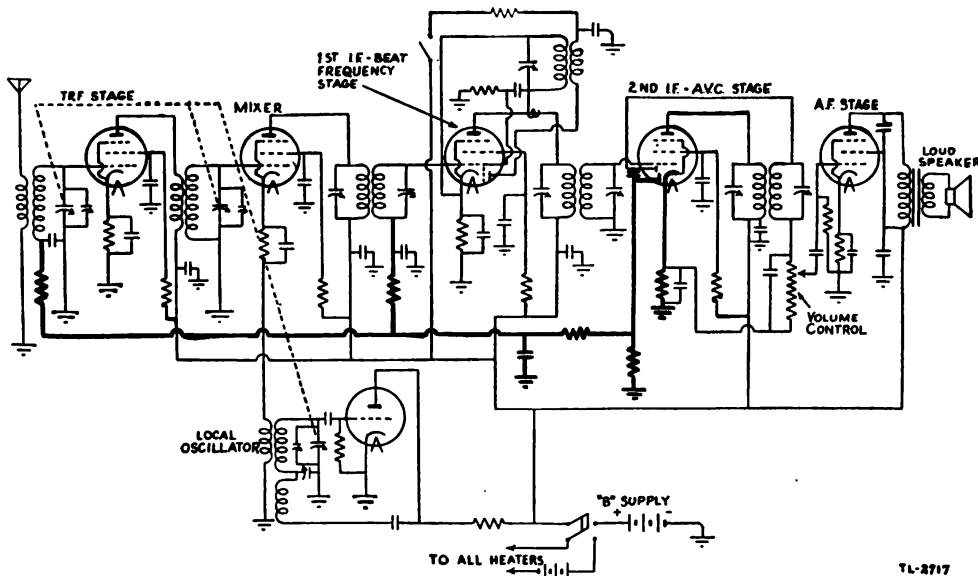 1ST I.F.-BEAT
FREQUENCY
STAGE
TRF STAGE
MIXER
2ND I.F.-A.V.C. STAGE
A.F. STAGE
LOUD
SPEAKER
VOLUME
CONTROL
LOCAL
OSCILLATOR
"B" SUPPLY
+ -
TO ALL HEATERS
TL-2717